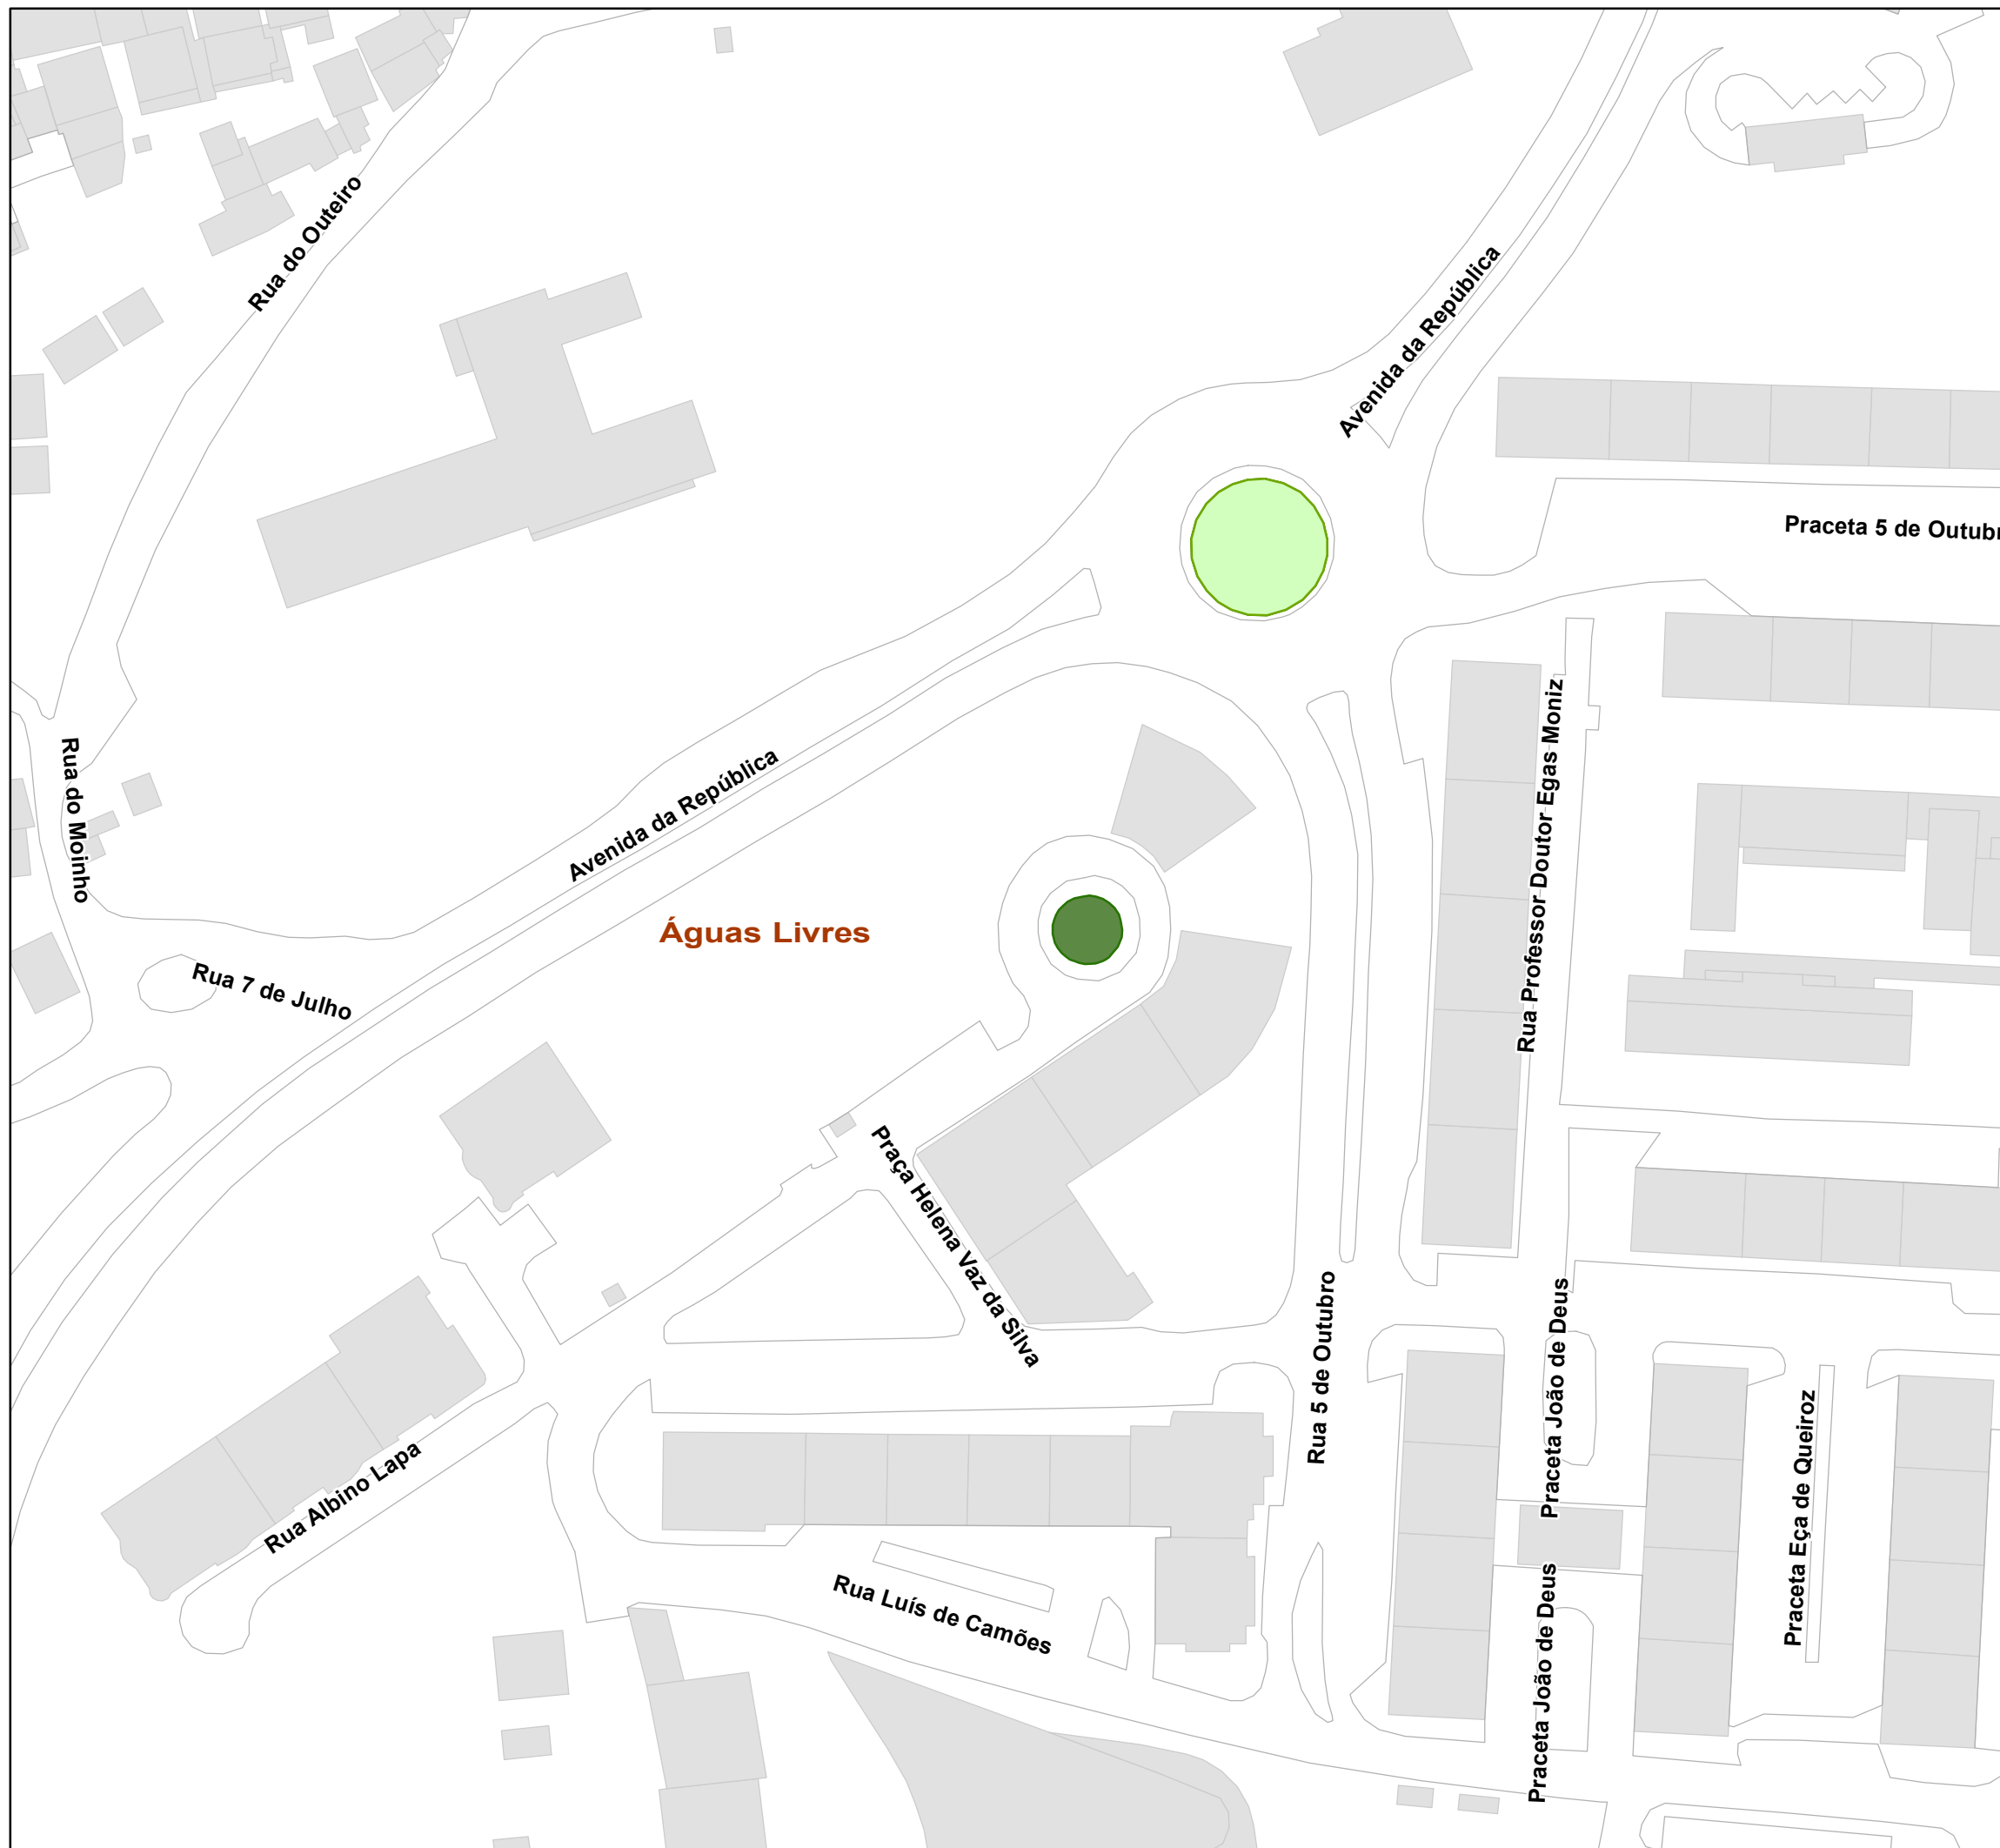 Rua do Outeiro
Avenida da República
Praceta 5 de Outubr
Rua do Moinho
Avenida da República
Rua Professor Doutor Egas Moniz
Águas Livres
Rua 7 de Julho
Praça Helena Vaz da Silva
Rua 5 de Outubro
Praceta João de Deus
Praceta Eça de Queiroz
Rua Albino Lapa
Rua Luís de Camões
Praceta João de Deus